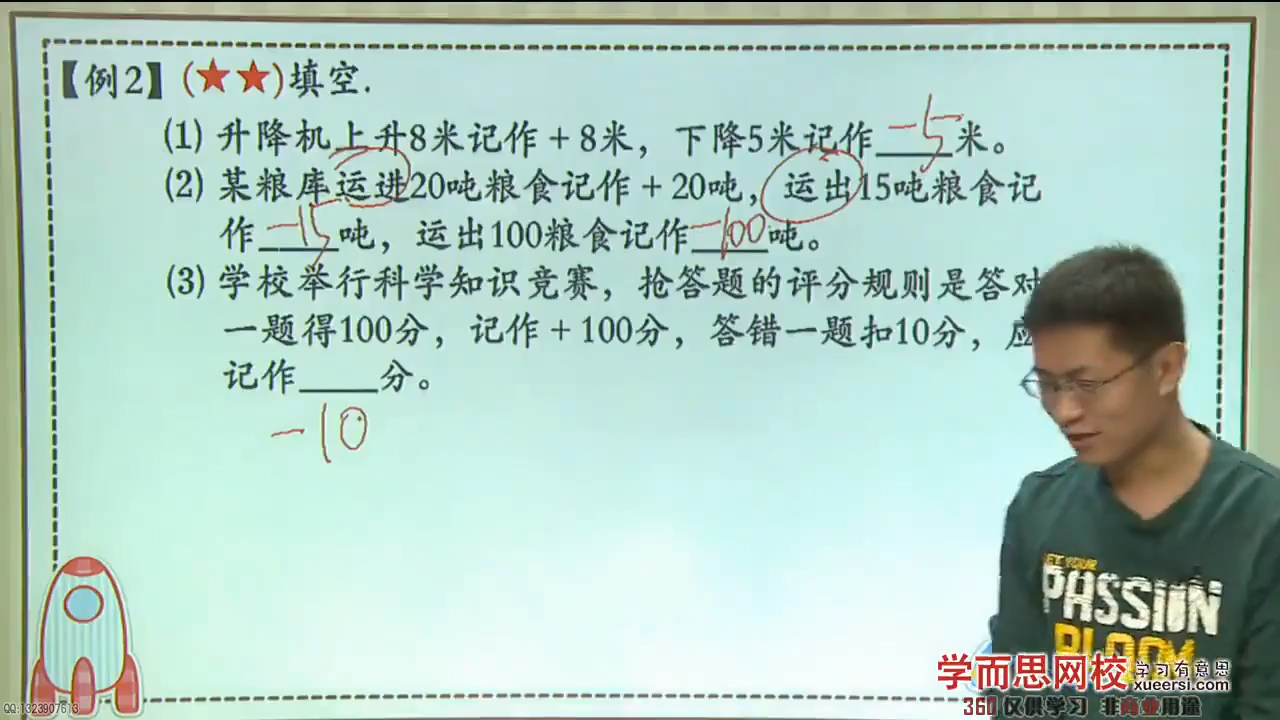 【例2】(★★)填空.
(1) 升降机上升8米记作+8米，下降5米记作-5米。
(2) 某粮库运进20吨粮食记作+20吨，运出15吨粮食记
作-15吨，运出100粮食记作-100吨。
(3) 学校举行科学知识竞赛，抢答题的评分规则是答对
一题得100分，记作+100分，答错一题扣10分，应
记作____分。
-10
LET YOUR
PASSION
BLOOM
学而思网校 学习有意思
xueersi.com
360 仅供学习 非商业用途
QQ:1323907613